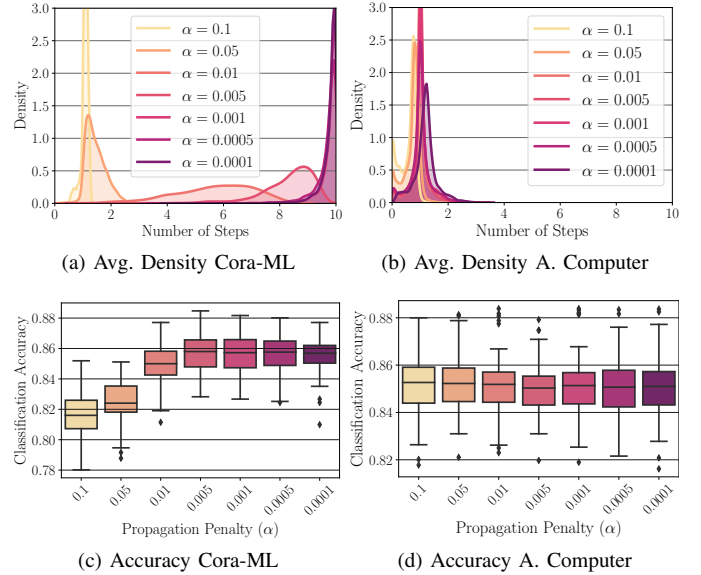 3.0
2.5
2.0
1.5
1.0
0.5
0.0
Density
α = 0.1
α = 0.05
α = 0.01
α = 0.005
α = 0.001
α = 0.0005
α = 0.0001
0 2 4 6 8 10
Number of Steps
(a) Avg. Density Cora-ML
3.0
2.5
2.0
1.5
1.0
0.5
0.0
Density
α = 0.1
α = 0.05
α = 0.01
α = 0.005
α = 0.001
α = 0.0005
α = 0.0001
0 2 4 6 8 10
Number of Steps
(b) Avg. Density A. Computer
0.88
0.86
0.84
0.82
0.80
0.78
Classification Accuracy
0.1 0.05 0.01 0.005 0.001 0.0005 0.0001
Propagation Penalty (α)
(c) Accuracy Cora-ML
0.88
0.86
0.84
0.82
Classification Accuracy
0.1 0.05 0.01 0.005 0.001 0.0005 0.0001
Propagation Penalty (α)
(d) Accuracy A. Computer